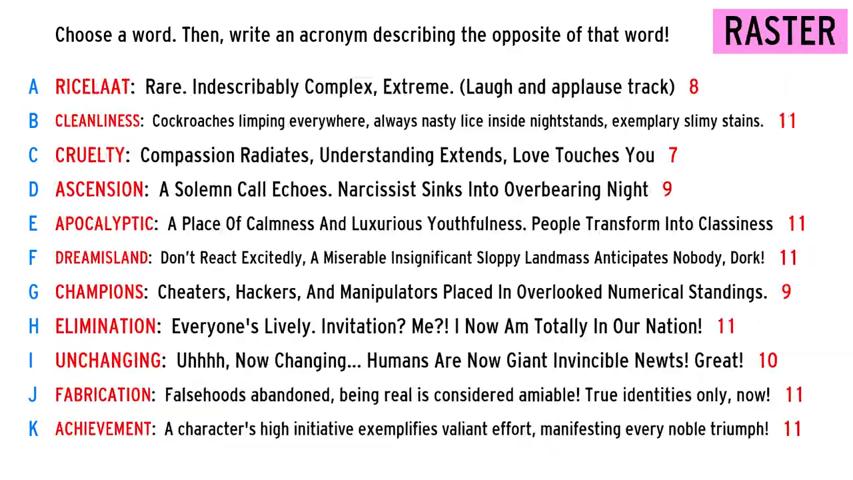 Choose a word. Then, write an acronym describing the opposite of that word!
RASTER
A RICELAAT: Rare. Indescribably Complex, Extreme. (Laugh and applause track) 8
B CLEANLINESS: Cockroaches limping everywhere, always nasty lice inside nightstands, exemplary slimy stains. 11
C CRUELTY: Compassion Radiates, Understanding Extends, Love Touches You 7
D ASCENSION: A Solemn Call Echoes. Narcissist Sinks Into Overbearing Night 9
E APOCALYPTIC: A Place Of Calmness And Luxurious Youthfulness. People Transform Into Classiness 11
F DREAMISLAND: Don't React Excitedly, A Miserable Insignificant Sloppy Landmass Anticipates Nobody, Dork! 11
G CHAMPIONS: Cheaters, Hackers, And Manipulators Placed In Overlooked Numerical Standings. 9
H ELIMINATION: Everyone's Lively. Invitation? Me?! I Now Am Totally In Our Nation! 11
I UNCHANGING: Uhhhh, Now Changing... Humans Are Now Giant Invincible Newts! Great! 10
J FABRICATION: Falsehoods abandoned, being real is considered amiable! True identities only, now! 11
K ACHIEVEMENT: A character's high initiative exemplifies valiant effort, manifesting every noble triumph! 11